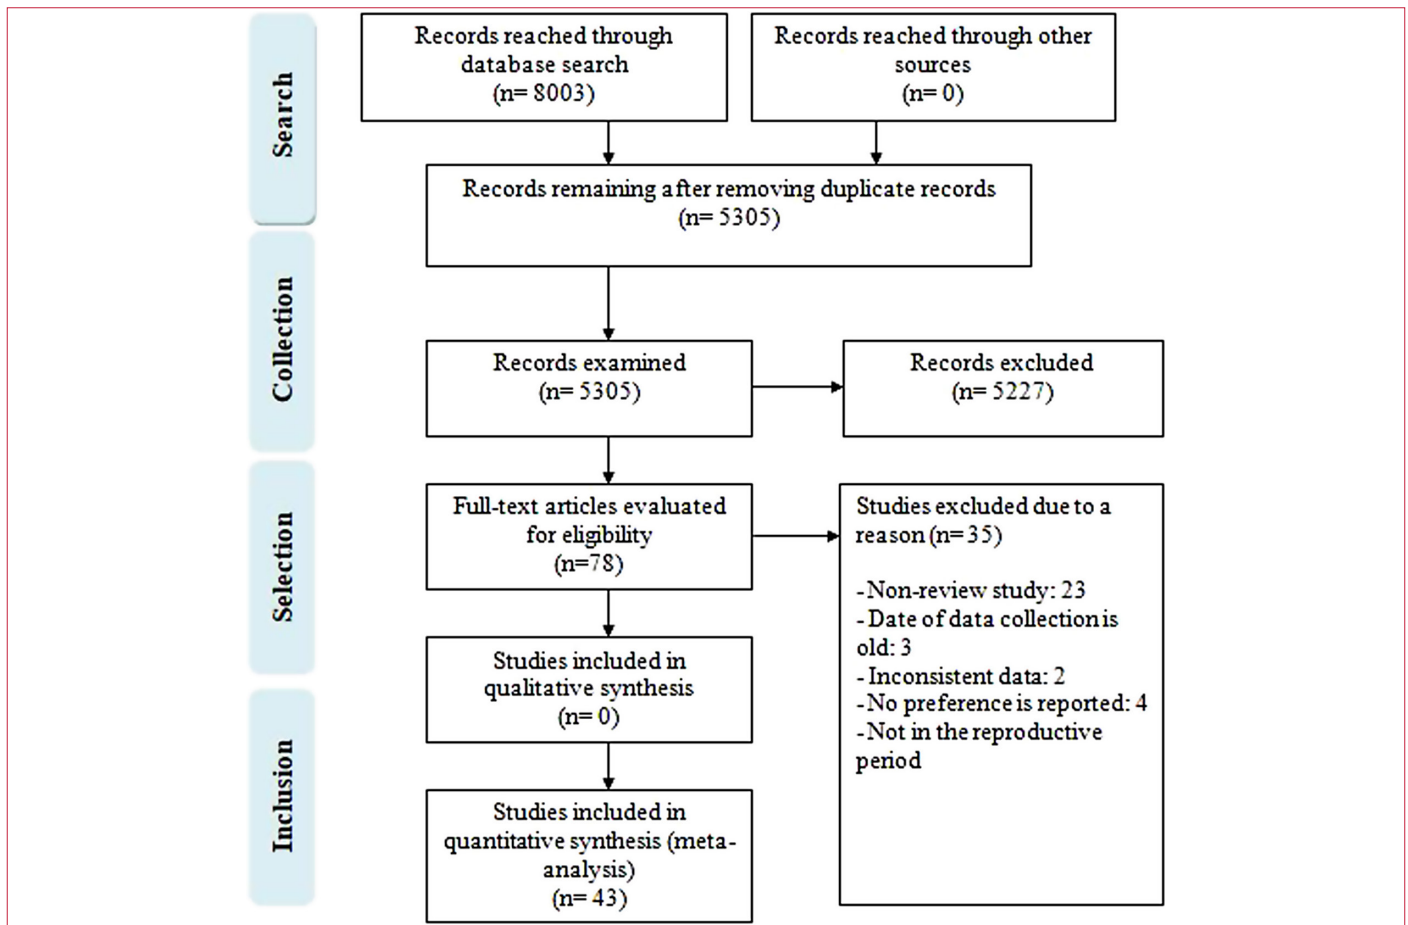 Search
Records reached through
database search
(n= 8003)
Records reached through other
sources
(n= 0)
Records remaining after removing duplicate records
(n= 5305)
Collection
Records examined
(n= 5305)
Records excluded
(n= 5227)
Selection
Full-text articles evaluated
for eligibility
(n=78)
Studies excluded due to a
reason (n= 35)
- Non-review study: 23
- Date of data collection is
old: 3
- Inconsistent data: 2
- No preference is reported: 4
- Not in the reproductive
period
Studies included in
qualitative synthesis
(n= 0)
Inclusion
Studies included in
quantitative synthesis (meta-
analysis)
(n= 43)